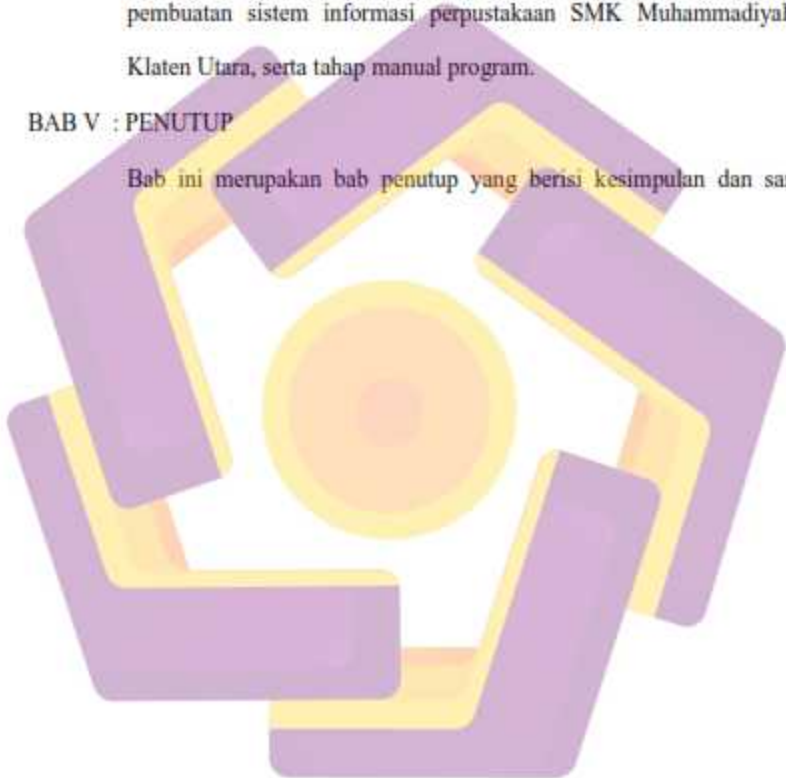 pembuatan sistem informasi perpustakaan SMK Muhammadiyah
Klaten Utara, serta tahap manual program.
BAB V : PENUTUP
Bab ini merupakan bab penutup yang berisi kesimpulan dan